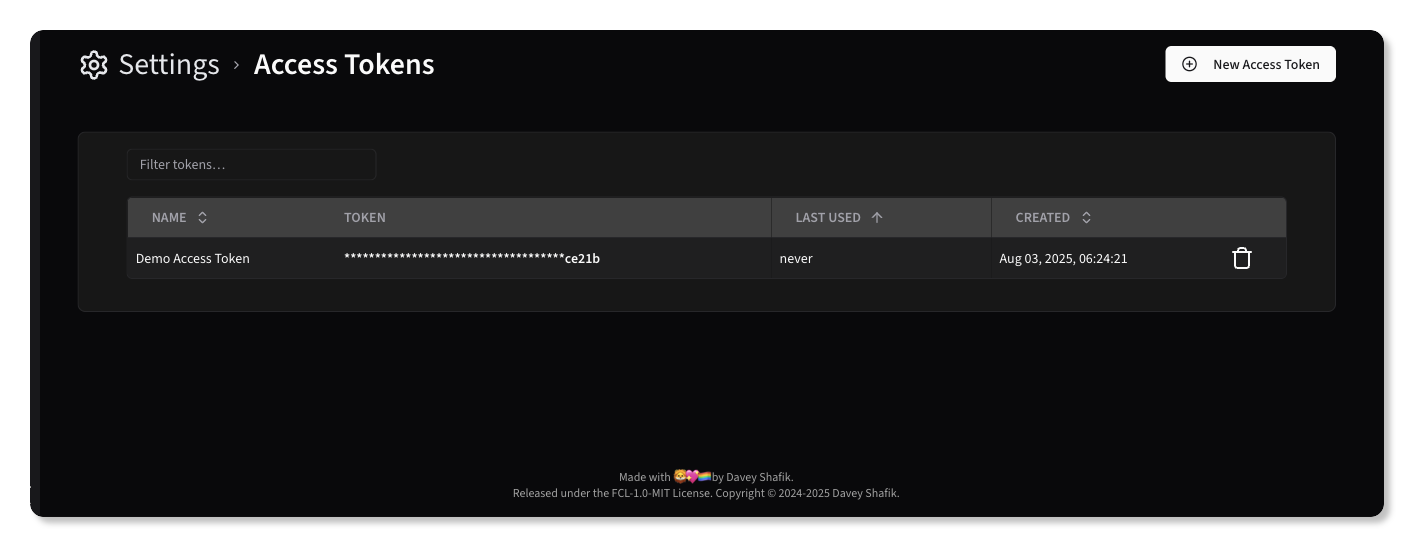 Settings › Access Tokens
New Access Token
Filter tokens…
NAME TOKEN LAST USED CREATED
Demo Access Token ************************************ce21b never Aug 03, 2025, 06:24:21
Made with 🦁💖🏳️‍🌈 by Davey Shafik.
Released under the FCL-1.0-MIT License. Copyright © 2024-2025 Davey Shafik.